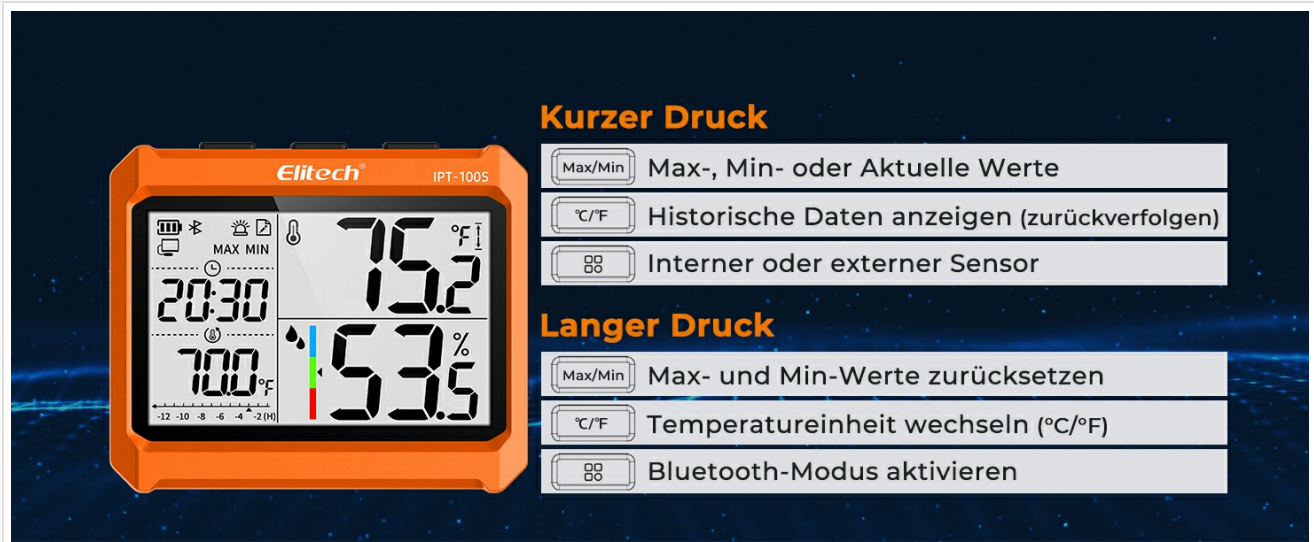 Elitech®
IPT-100S
MAX MIN
20:30
70.0 °F
-12 -10 -8 -6 -4 -2 (H)
75.2 °F
53.5 %
Kurzer Druck
Max/Min Max-, Min- oder Aktuelle Werte
°C/°F Historische Daten anzeigen (zurückverfolgen)
Interner oder externer Sensor
Langer Druck
Max/Min Max- und Min-Werte zurücksetzen
°C/°F Temperatureinheit wechseln (°C/°F)
Bluetooth-Modus aktivieren